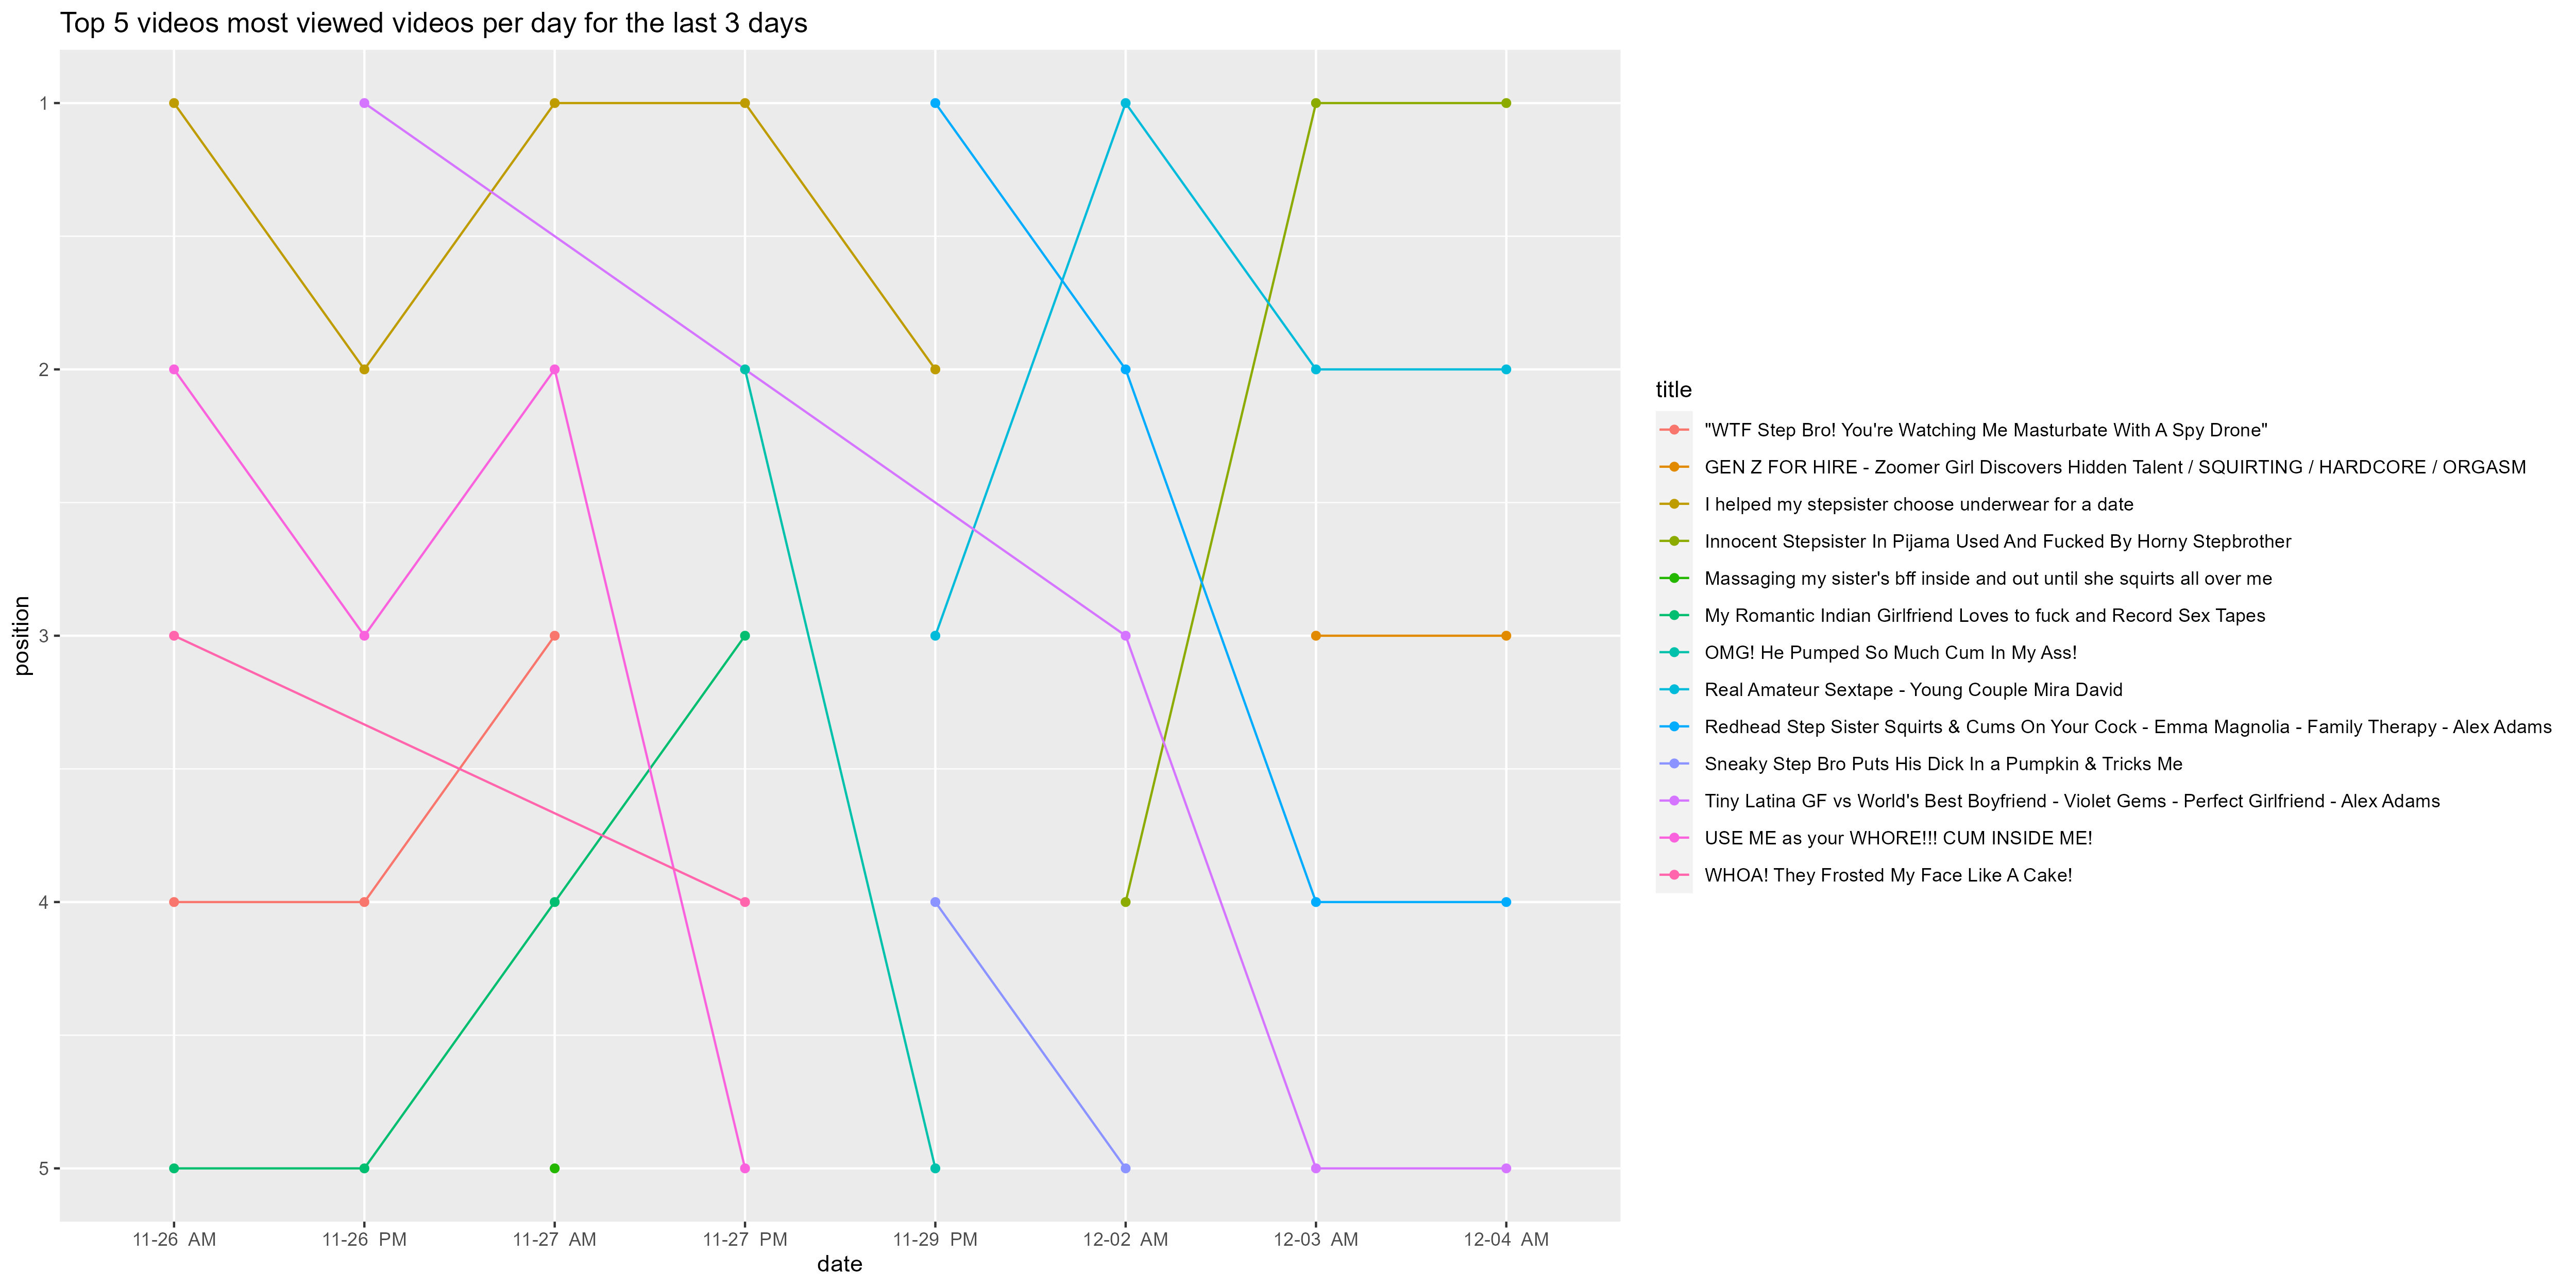 Top 5 videos most viewed videos per day for the last 3 days
position
1
2
3
4
5
11-26 AM
11-26 PM
11-27 AM
11-27 PM
11-29 PM
12-02 AM
12-03 AM
12-04 AM
date
title
"WTF Step Bro! You're Watching Me Masturbate With A Spy Drone"
GEN Z FOR HIRE - Zoomer Girl Discovers Hidden Talent / SQUIRTING / HARDCORE / ORGASM
I helped my stepsister choose underwear for a date
Innocent Stepsister In Pijama Used And Fucked By Horny Stepbrother
Massaging my sister's bff inside and out until she squirts all over me
My Romantic Indian Girlfriend Loves to fuck and Record Sex Tapes
OMG! He Pumped So Much Cum In My Ass!
Real Amateur Sextape - Young Couple Mira David
Redhead Step Sister Squirts & Cums On Your Cock - Emma Magnolia - Family Therapy - Alex Adams
Sneaky Step Bro Puts His Dick In a Pumpkin & Tricks Me
Tiny Latina GF vs World's Best Boyfriend - Violet Gems - Perfect Girlfriend - Alex Adams
USE ME as your WHORE!!! CUM INSIDE ME!
WHOA! They Frosted My Face Like A Cake!